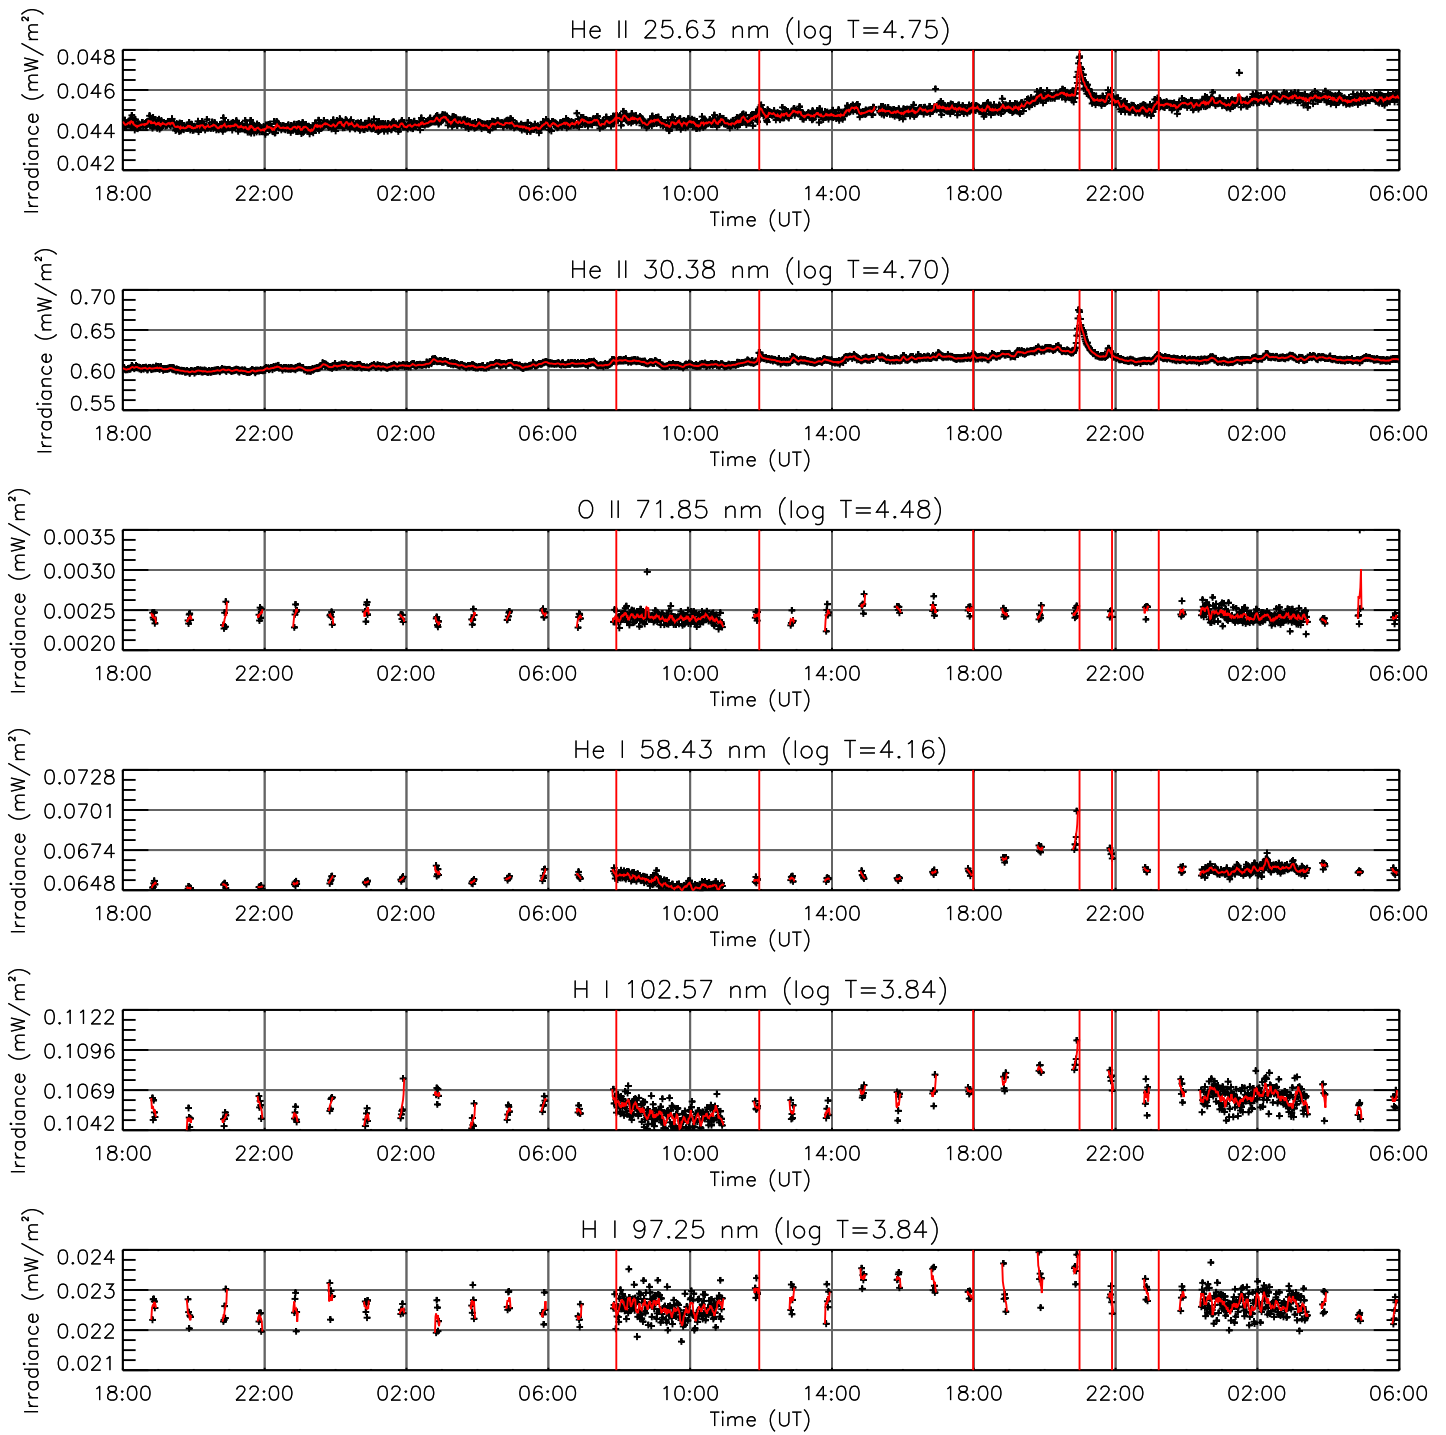 He II 25.63 nm (log T=4.75)
Irradiance (mW/m²)
0.048
0.046
0.044
0.042
18:00 22:00 02:00 06:00 10:00 14:00 18:00 22:00 02:00 06:00
Time (UT)
He II 30.38 nm (log T=4.70)
Irradiance (mW/m²)
0.70
0.65
0.60
0.55
18:00 22:00 02:00 06:00 10:00 14:00 18:00 22:00 02:00 06:00
Time (UT)
O II 71.85 nm (log T=4.48)
Irradiance (mW/m²)
0.0035
0.0030
0.0025
0.0020
18:00 22:00 02:00 06:00 10:00 14:00 18:00 22:00 02:00 06:00
Time (UT)
He I 58.43 nm (log T=4.16)
Irradiance (mW/m²)
0.0728
0.0701
0.0674
0.0648
18:00 22:00 02:00 06:00 10:00 14:00 18:00 22:00 02:00 06:00
Time (UT)
H I 102.57 nm (log T=3.84)
Irradiance (mW/m²)
0.1122
0.1096
0.1069
0.1042
18:00 22:00 02:00 06:00 10:00 14:00 18:00 22:00 02:00 06:00
Time (UT)
H I 97.25 nm (log T=3.84)
Irradiance (mW/m²)
0.024
0.023
0.022
0.021
18:00 22:00 02:00 06:00 10:00 14:00 18:00 22:00 02:00 06:00
Time (UT)